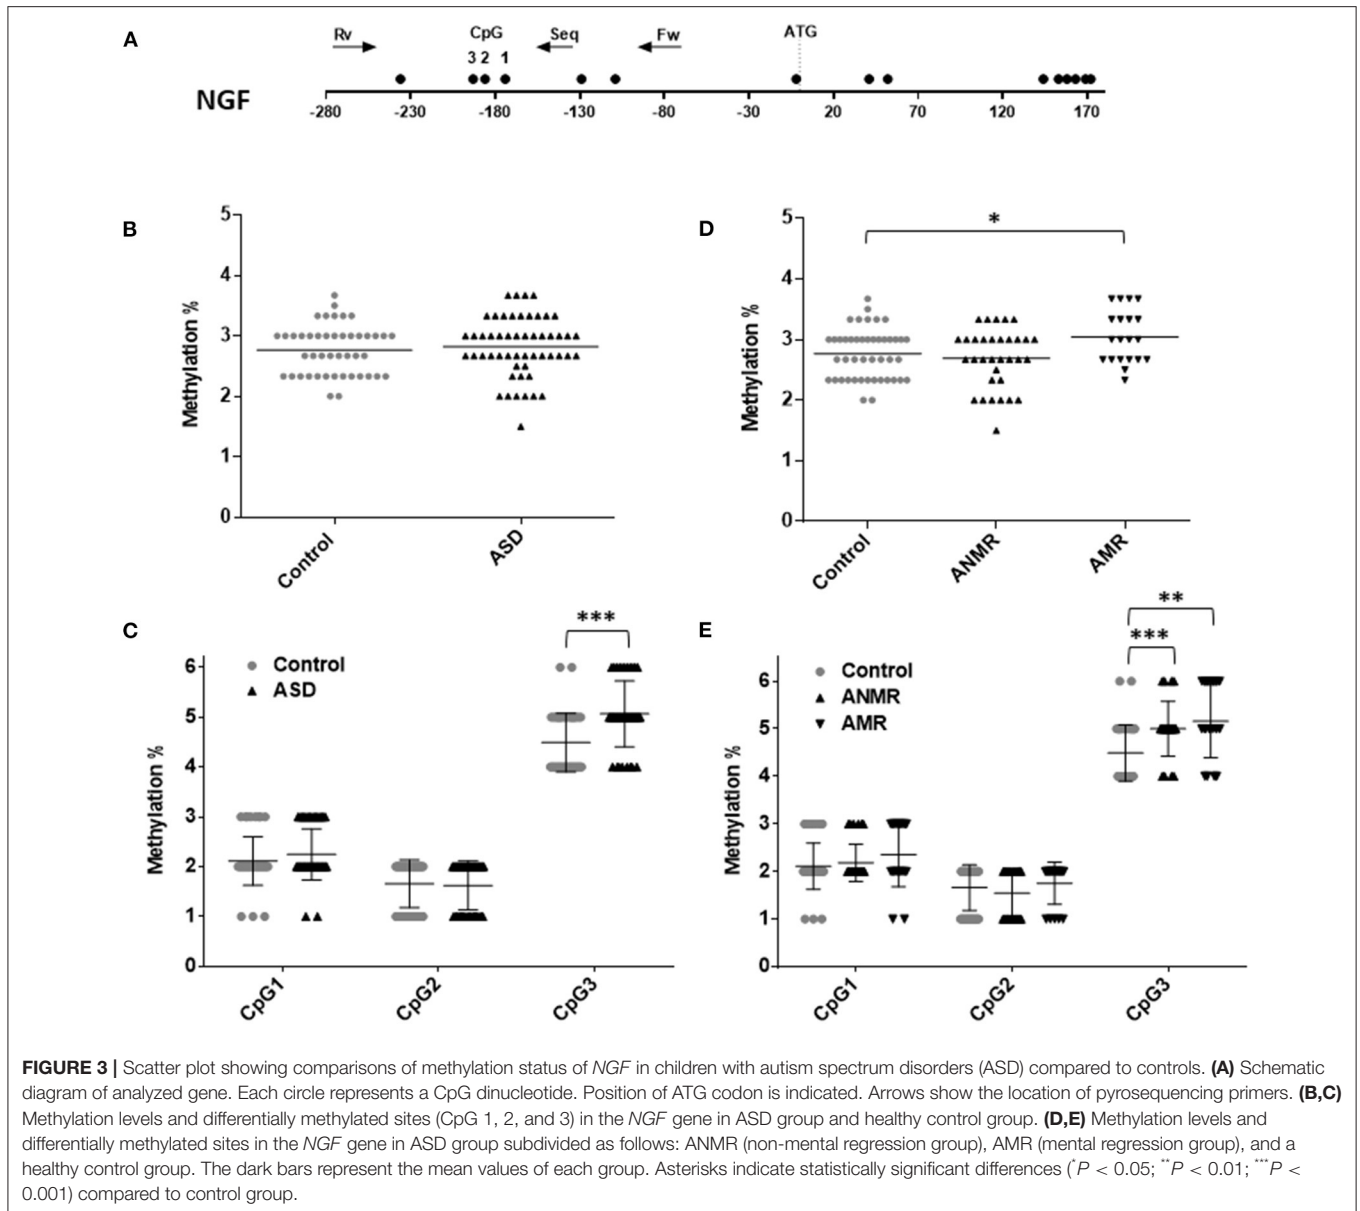 A
Rv CpG Seq Fw ATG
3 2 1
NGF
-280 -230 -180 -130 -80 -30 20 70 120 170
B
Methylation %
5
4
3
2
1
0
Control ASD
D
Methylation %
5
4
3
2
1
0
*
Control ANMR AMR
C
Methylation %
6
5
4
3
2
1
0
Control
ASD
***
CpG1 CpG2 CpG3
E
Methylation %
6
5
4
3
2
1
0
Control
ANMR
AMR
**
***
CpG1 CpG2 CpG3
FIGURE 3 | Scatter plot showing comparisons of methylation status of NGF in children with autism spectrum disorders (ASD) compared to controls. (A) Schematic
diagram of analyzed gene. Each circle represents a CpG dinucleotide. Position of ATG codon is indicated. Arrows show the location of pyrosequencing primers. (B,C)
Methylation levels and differentially methylated sites (CpG 1, 2, and 3) in the NGF gene in ASD group and healthy control group. (D,E) Methylation levels and
differentially methylated sites in the NGF gene in ASD group subdivided as follows: ANMR (non-mental regression group), AMR (mental regression group), and a
healthy control group. The dark bars represent the mean values of each group. Asterisks indicate statistically significant differences (*P < 0.05; **P < 0.01; ***P <
0.001) compared to control group.